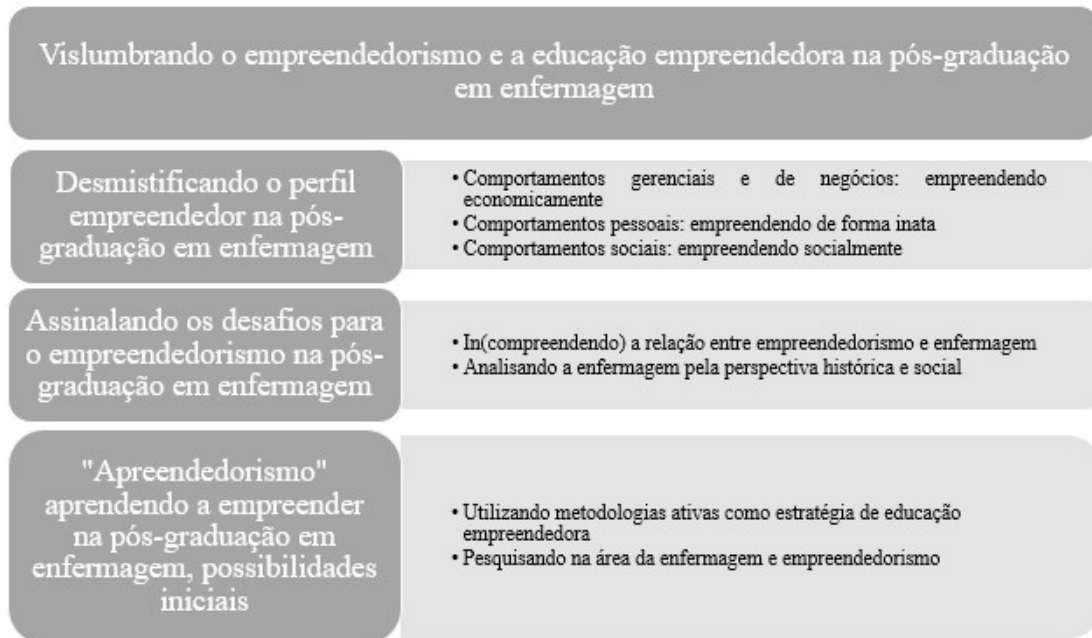 Vislumbrando o empreendedorismo e a educação empreendedora na pós-graduação
em enfermagem
Desmistificando o perfil
empreendedor na pós-
graduação em enfermagem
• Comportamentos gerenciais e de negócios: empreendendo
economicamente
• Comportamentos pessoais: empreendendo de forma inata
• Comportamentos sociais: empreendendo socialmente
Assinalando os desafios para
o empreendedorismo na pós-
graduação em enfermagem
• In(compreendendo) a relação entre empreendedorismo e enfermagem
• Analisando a enfermagem pela perspectiva histórica e social
"Apreendedorismo"
aprendendo a empreender
na pós-graduação em
enfermagem, possibilidades
iniciais
• Utilizando metodologias ativas como estratégia de educação
empreendedora
• Pesquisando na área da enfermagem e empreendedorismo